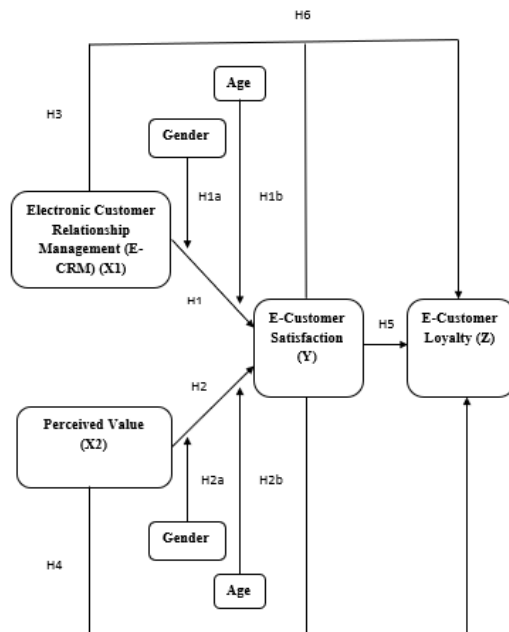 H6
Age
H3
Gender
H1a
H1b
Electronic Customer
Relationship
Management (E-
CRM) (X1)
H1
E-Customer
Satisfaction
(Y)
H5
E-Customer
Loyalty (Z)
H2
Perceived Value
(X2)
H2a
H2b
Gender
H4
Age